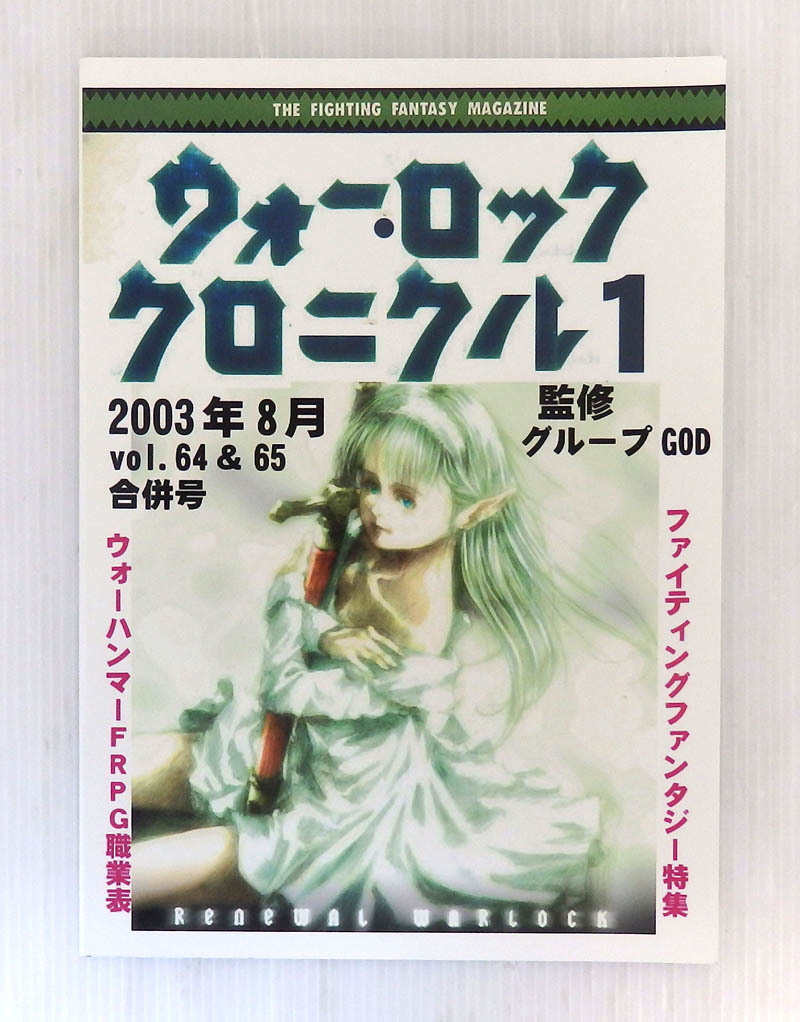 THE FIGHTING FANTASY MAGAZINE
ウォー・ロック
クロニクル1
2003年8月
vol.64 & 65
合併号
監修
グループGOD
ファイティングファンタジー特集
ウォーハンマーFRPG職業表
RENEWAL WARLOCK